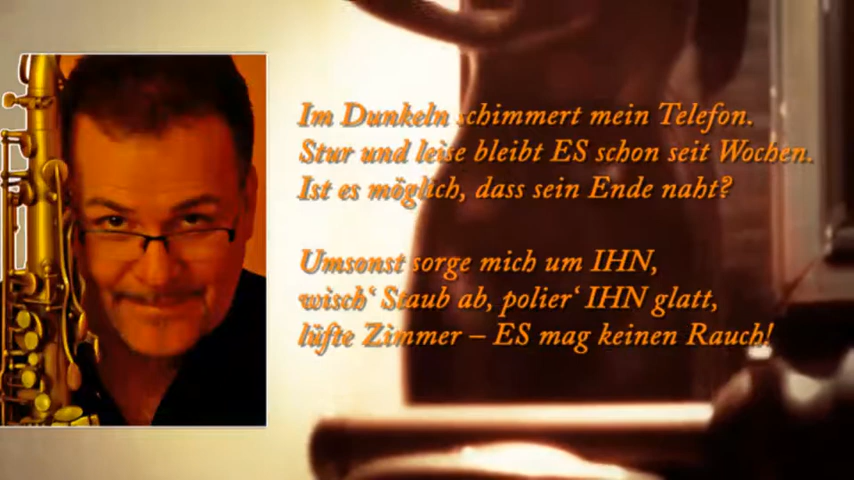 Im Dunkeln schimmert mein Telefon.
Stur und leise bleibt ES schon seit Wochen.
Ist es möglich, dass sein Ende naht?
Umsonst sorge mich um IHN,
wisch‘ Staub ab, polier‘ IHN glatt,
lüfte Zimmer – ES mag keinen Rauch!